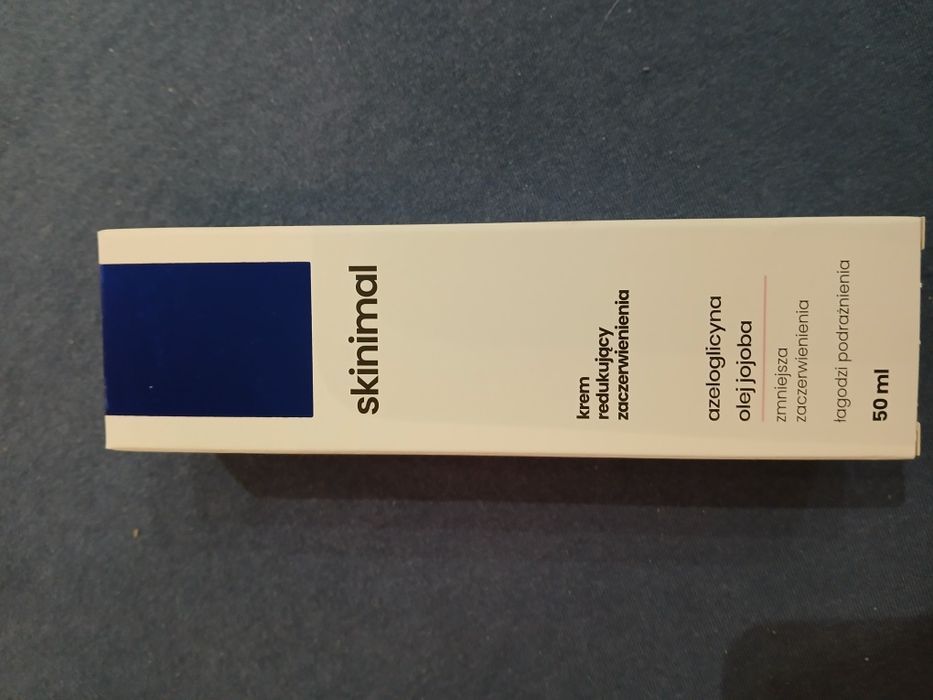 skinimal
krem
redukujący
zaczerwienienia
azeloglicyna
olej jojoba
zmniejsza
zaczerwienienia
łagodzi podrażnienia
50 ml